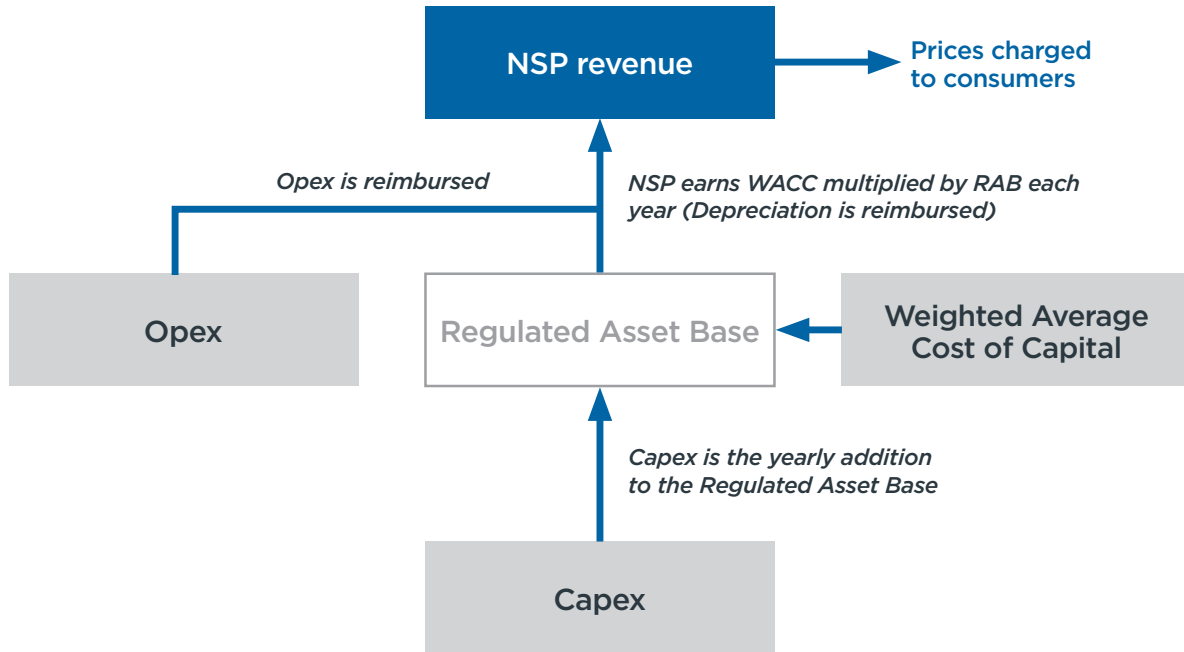 NSP revenue
Prices charged
to consumers
Opex is reimbursed
NSP earns WACC multiplied by RAB each
year (Depreciation is reimbursed)
Opex
Regulated Asset Base
Weighted Average
Cost of Capital
Capex is the yearly addition
to the Regulated Asset Base
Capex